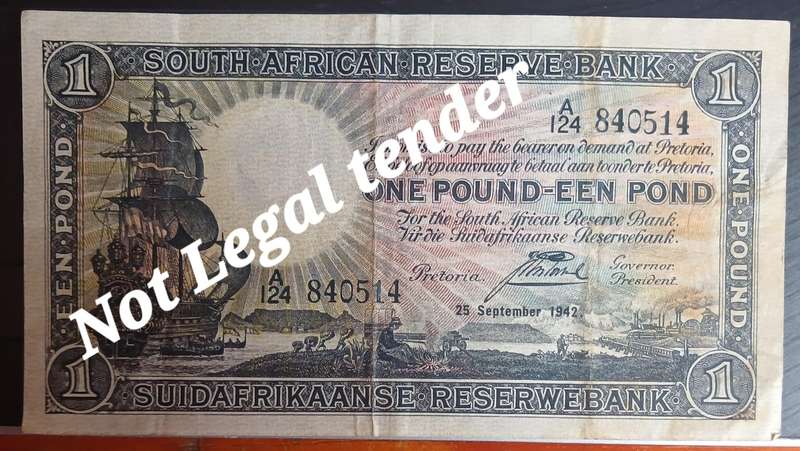 1 SOUTH AFRICAN RESERVE BANK 1
A/124 840514
to pay the bearer on demand at Pretoria,
op aanvraag te betaal aan toonder te Pretoria,
ONE POUND-EEN POND
For the South African Reserve Bank.
Vir die Suidafrikaanse Reserwebank.
A/124 840514
Pretoria.
Governor
President.
25 September 1942
EEN POND
ONE POUND
1 SUIDAFRIKAANSE RESERWEBANK 1
Not Legal tender